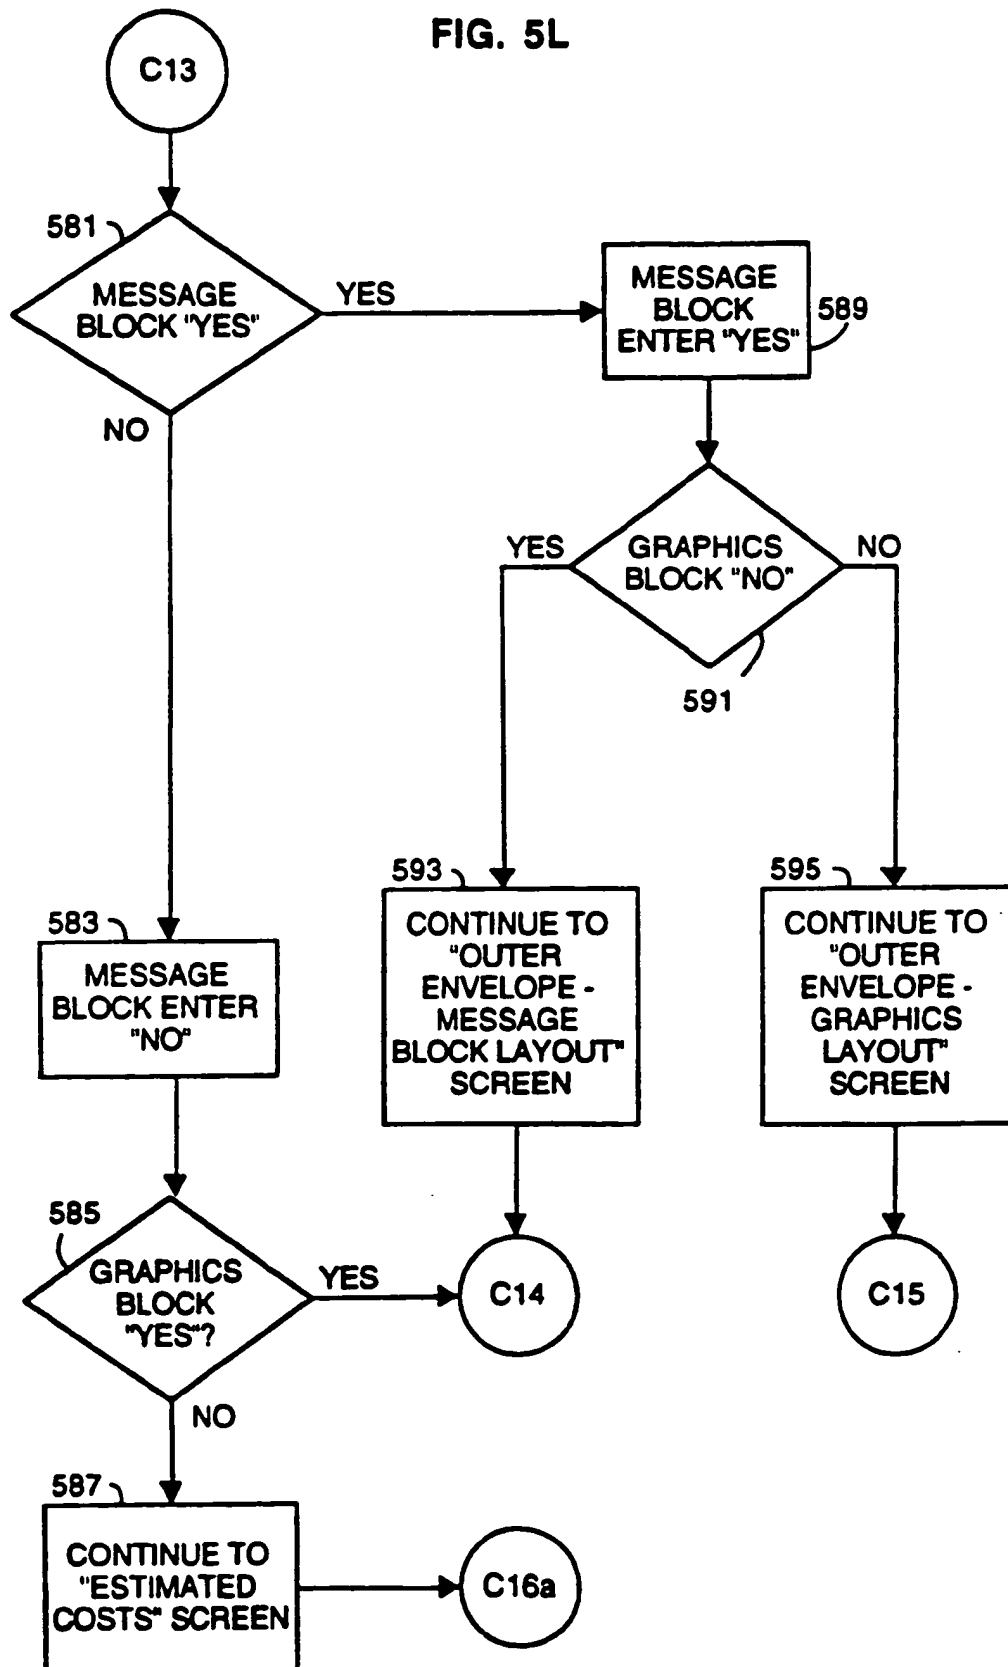 FIG. 5L
C13
581
MESSAGE
BLOCK "YES"
YES
NO
MESSAGE
BLOCK
ENTER "YES"
589
YES
GRAPHICS
BLOCK "NO"
NO
591
593
CONTINUE TO
"OUTER
ENVELOPE -
MESSAGE
BLOCK LAYOUT"
SCREEN
595
CONTINUE TO
"OUTER
ENVELOPE -
GRAPHICS
LAYOUT"
SCREEN
583
MESSAGE
BLOCK ENTER
"NO"
585
GRAPHICS
BLOCK
"YES"?
YES
NO
C14
C15
587
CONTINUE TO
"ESTIMATED
COSTS" SCREEN
C16a